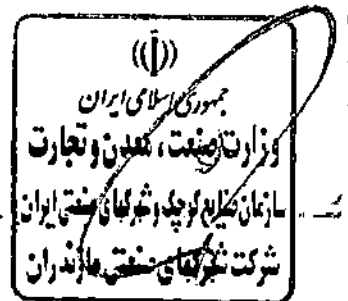 جمهوری اسلامی ایران
وزارت صنعت، معدن و تجارت
سازمان صنایع کوچک و شهرکهای صنعتی ایران
شرکت شهرکهای صنعتی مازندران